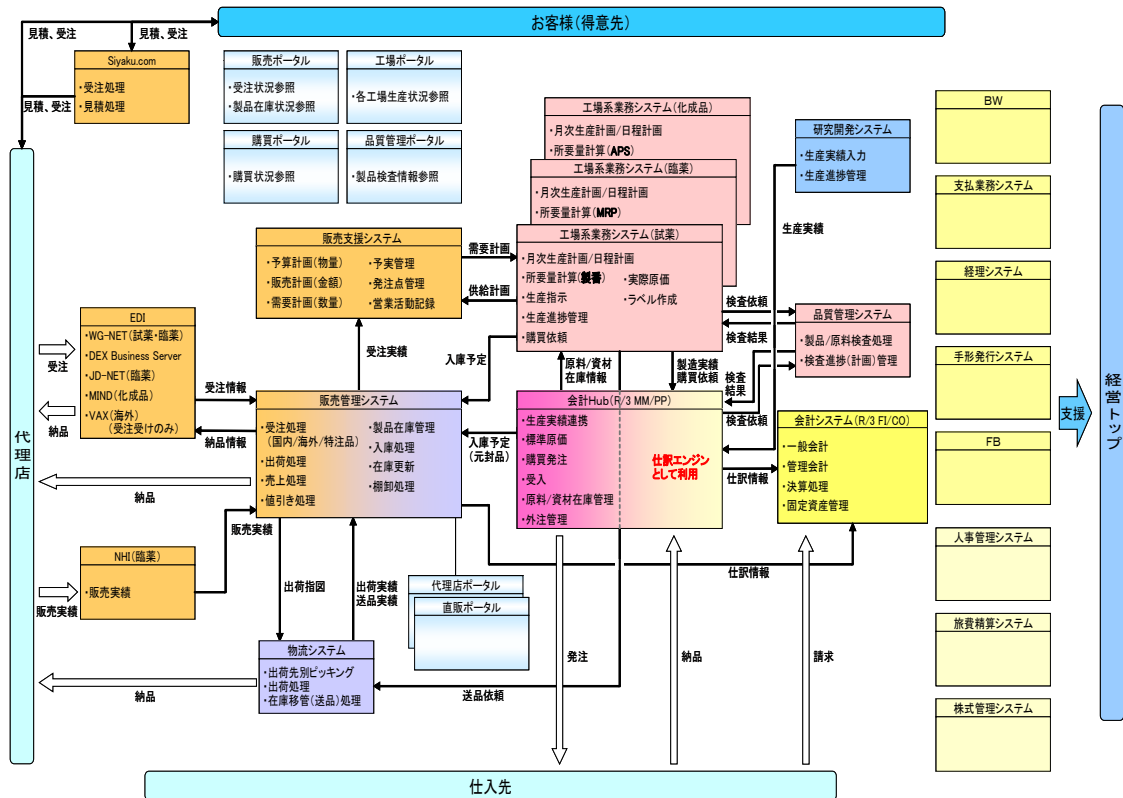 お客様(得意先)
見積、受注
見積、受注
見積、受注
Siyaku.com
・受注処理
・見積処理
販売ポータル
・受注状況参照
・製品在庫状況参照
工場ポータル
・各工場生産状況参照
購買ポータル
・購買状況参照
品質管理ポータル
・製品検査情報参照
工場系業務システム(化成品)
・月次生産計画/日程計画
・所要量計算(APS)
工場系業務システム(臨薬)
・月次生産計画/日程計画
・所要量計算(MRP)
工場系業務システム(試薬)
・月次生産計画/日程計画
・所要量計算(製番)
・生産指示
・生産進捗管理
・購買依頼
・実際原価
・ラベル作成
研究開発システム
・生産実績入力
・生産進捗管理
生産実績
販売支援システム
・予算計画(物量)
・販売計画(金額)
・需要計画(数量)
・予実管理
・発注点管理
・営業活動記録
需要計画
供給計画
検査依頼
検査結果
品質管理システム
・製品/原料検査処理
・検査進捗(計画)管理
代理店
受注
納品
EDI
・WG-NET(試薬・臨薬)
・DEX Business Server
・JD-NET(臨薬)
・MIND(化成品)
・VAX(海外)
(受注受けのみ)
受注情報
納品情報
受注実績
入庫予定
原料/資材
在庫情報
製造実績
購買依頼
検査
結果
検査依頼
販売管理システム
・受注処理
(国内/海外/特注品)
・出荷処理
・売上処理
・値引き処理
・製品在庫管理
・入庫処理
・在庫更新
・棚卸処理
入庫予定
(元封品)
会計Hub(R/3 MM/PP)
・生産実績連携
・標準原価
・購買発注
・受入
・原料/資材在庫管理
・外注管理
仕訳エンジン
として利用
仕訳情報
会計システム(R/3 FI/CO)
・一般会計
・管理会計
・決算処理
・固定資産管理
納品
販売実績
NHI(臨薬)
・販売実績
販売実績
出荷指図
出荷実績
送品実績
代理店ポータル
直販ポータル
仕訳情報
物流システム
・出荷先別ピッキング
・出荷処理
・在庫移管(送品)処理
納品
送品依頼
発注
納品
請求
仕入先
BW
支払業務システム
経理システム
手形発行システム
FB
人事管理システム
旅費精算システム
株式管理システム
支援
経営トップ